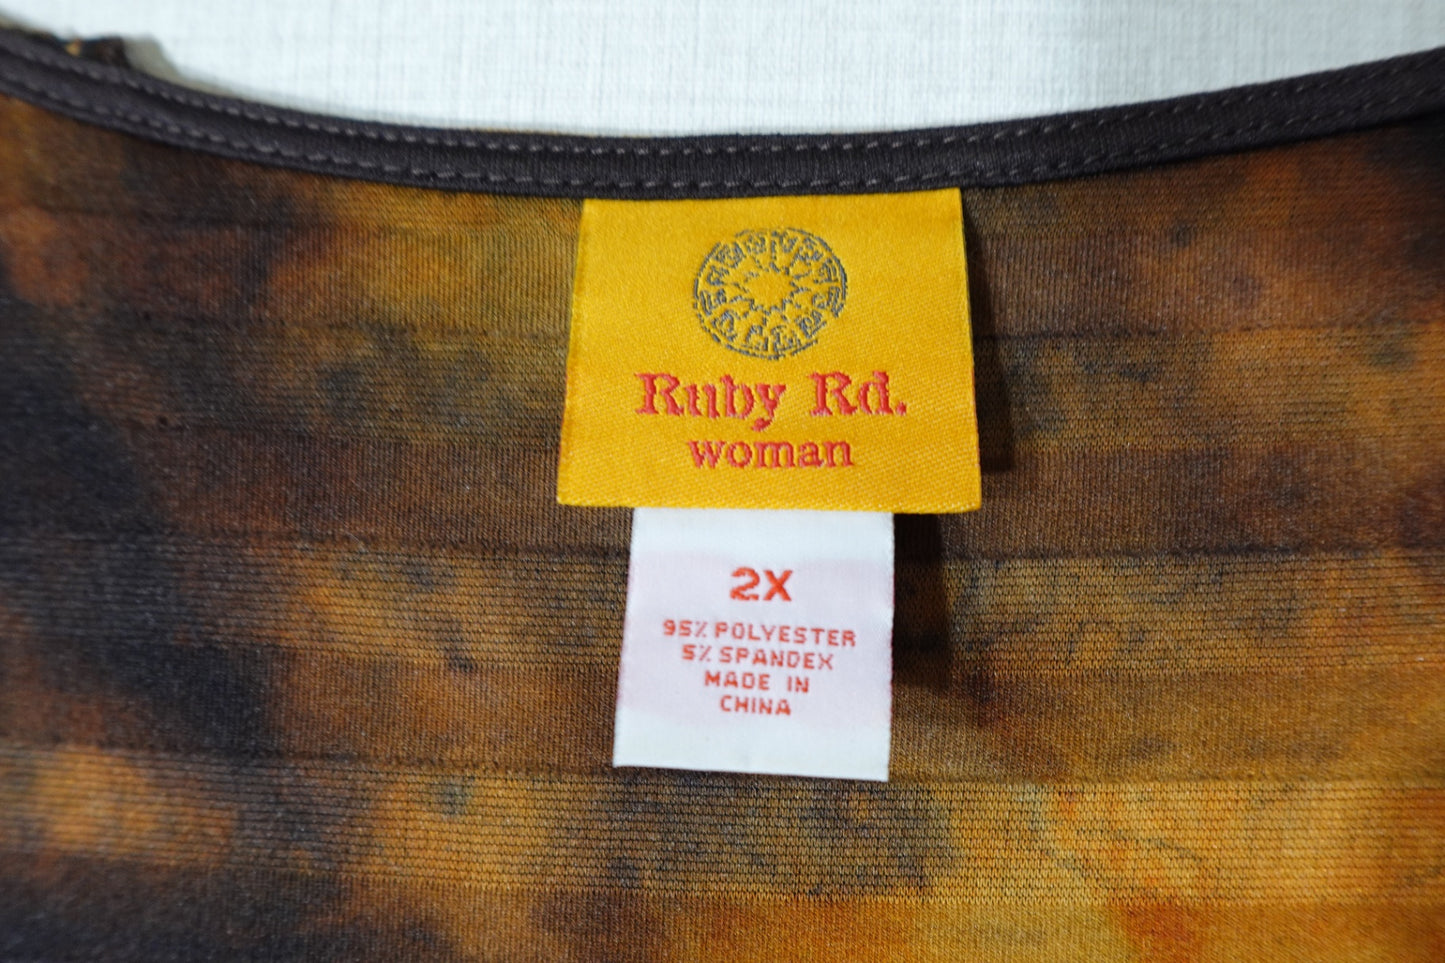 Ruby Rd.
woman
2X
95% POLYESTER
5% SPANDEX
MADE IN
CHINA